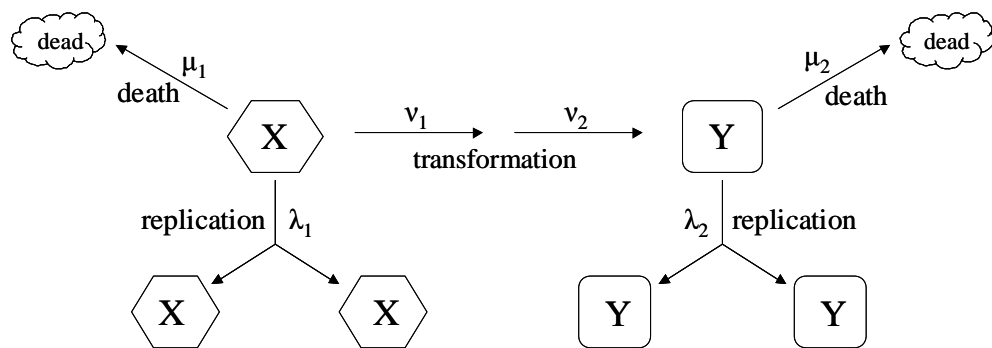 dead
μ1
death
X
ν1
ν2
transformation
Y
μ2
death
dead
replication
λ1
λ2
replication
X
X
Y
Y